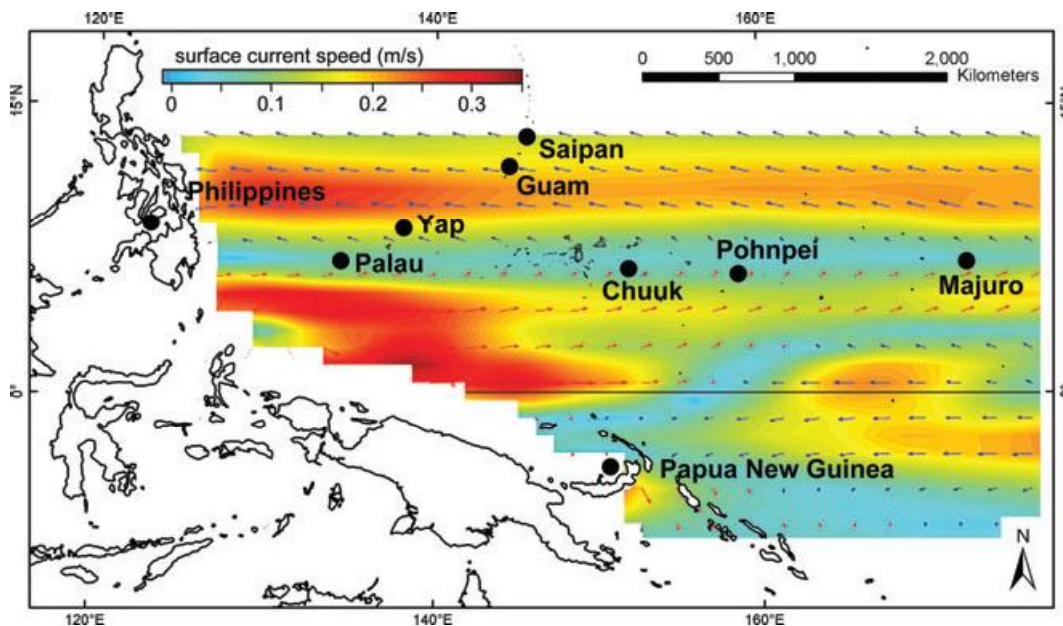 120°E 140°E 160°E
surface current speed (m/s)
0 0.1 0.2 0.3
0 500 1,000 2,000
Kilometers
15°N
Saipan
Guam
Philippines
Yap
Palau
Pohnpei
Chuuk
Majuro
0°
Papua New Guinea
N
120°E 140°E 160°E